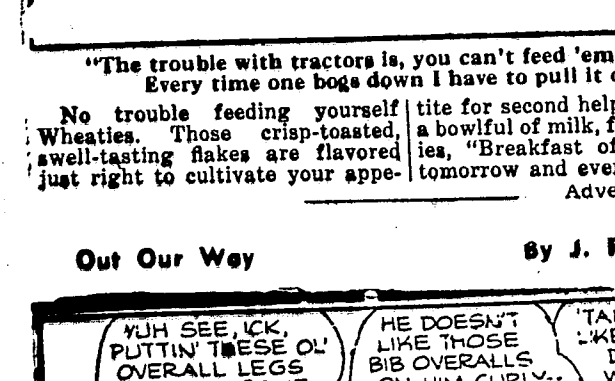 "The trouble with tractors is, you can't feed 'em
Every time one bogs down I have to pull it
No trouble feeding yourself
Wheaties. Those crisp-toasted,
swell-tasting flakes are flavored
just right to cultivate your appe-
tite for second
a bowlful of milk,
ies, "Breakfast of
tomorrow and
Out Our Way
By J.
YUH SEE, ICK,
PUTTIN' THESE OL'
OVERALL LEGS
HE DOESN'T
LIKE THOSE
BIB OVERALLS